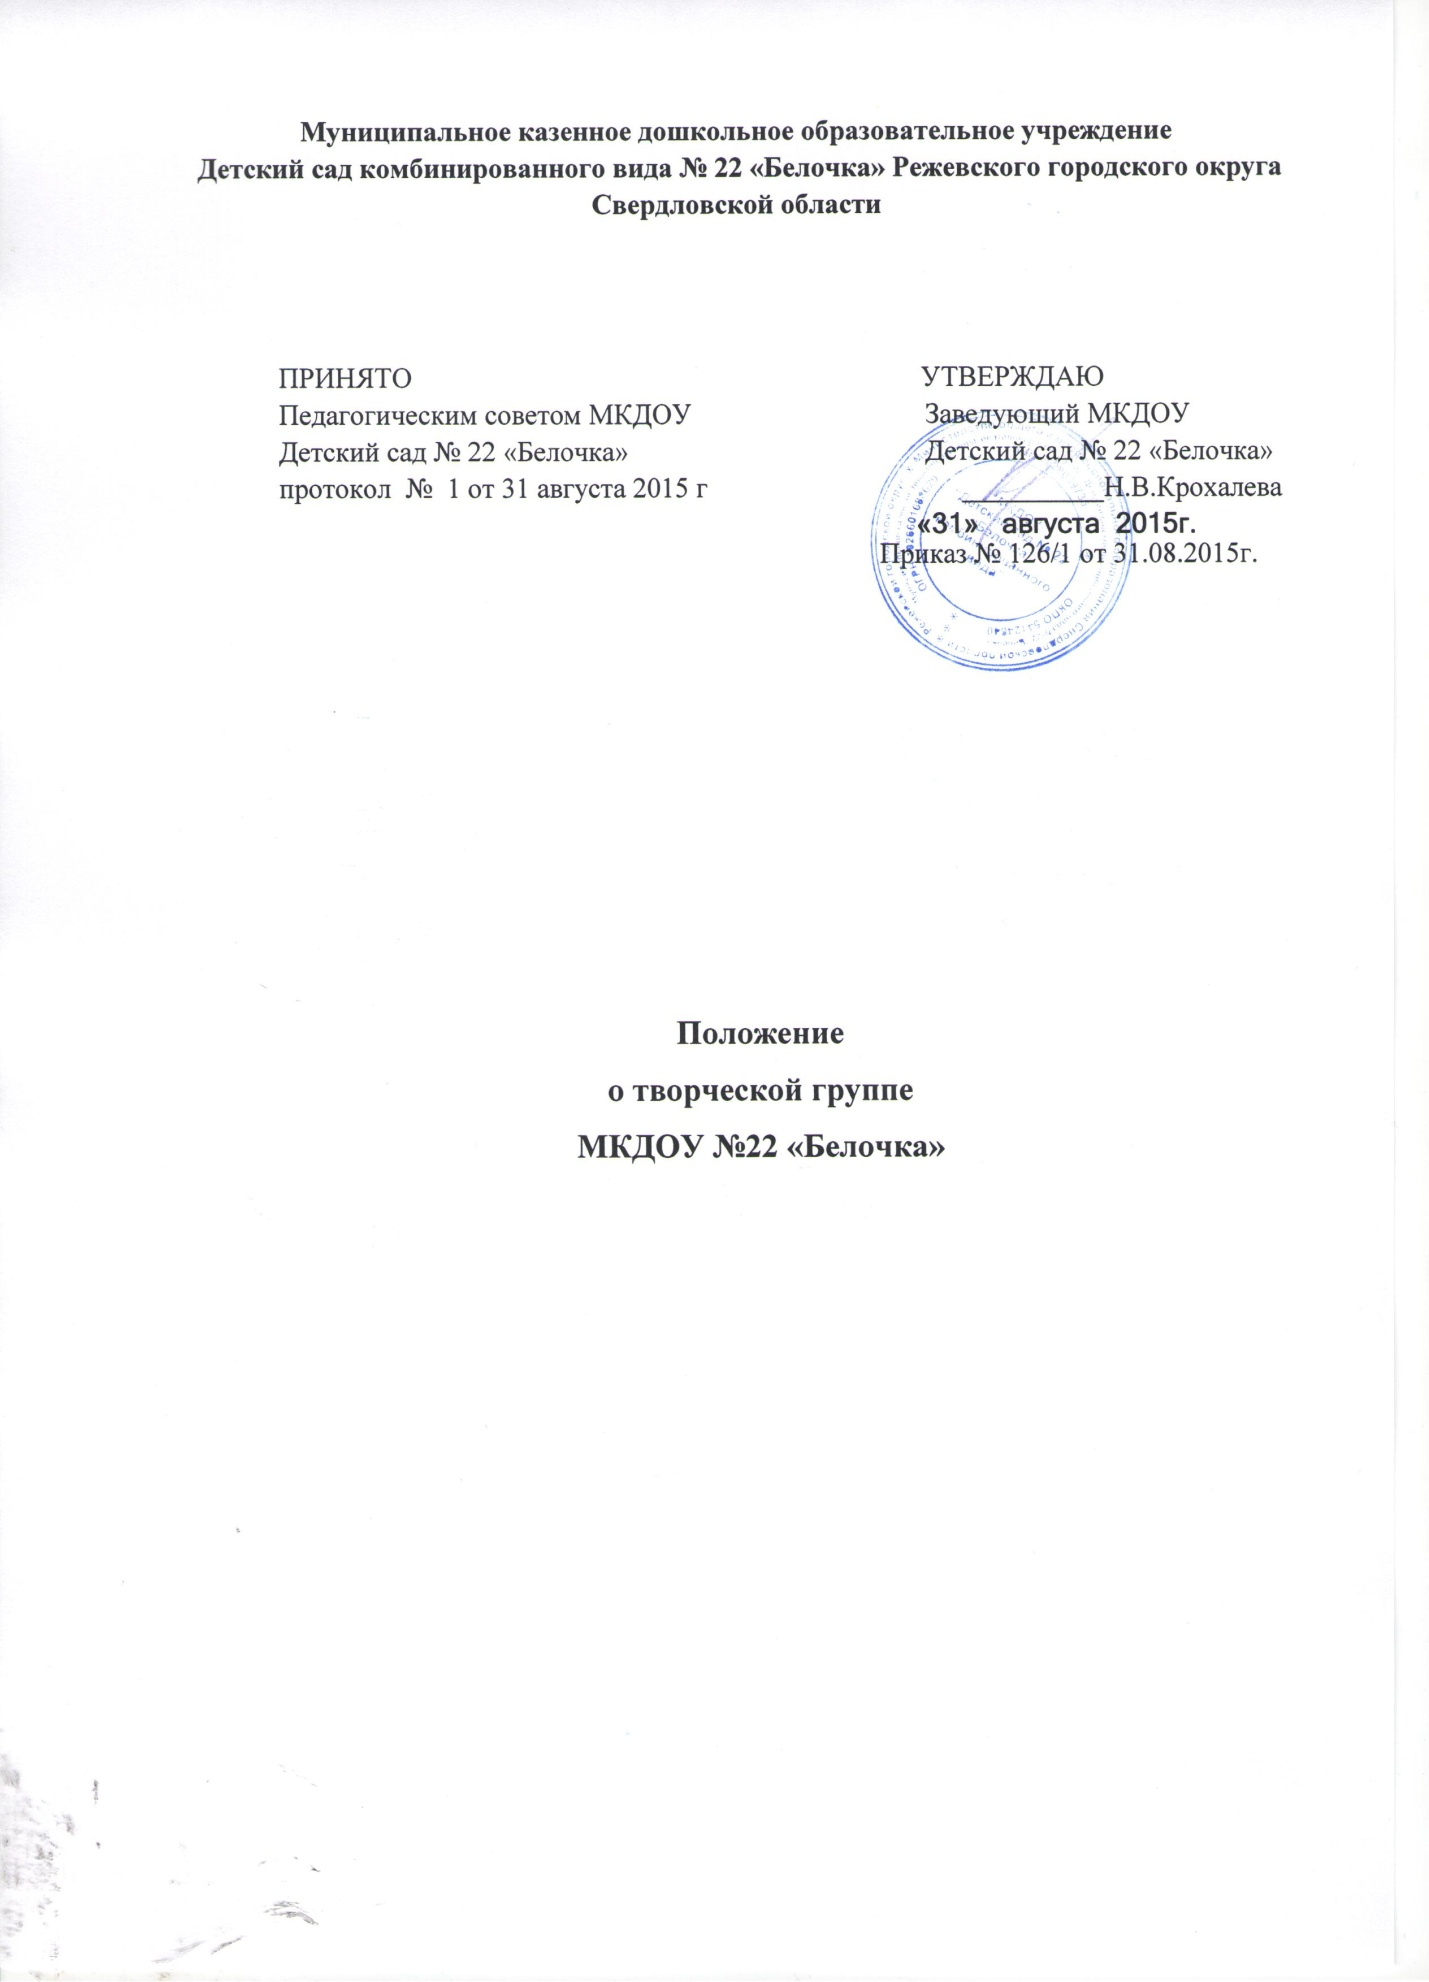 Муниципальное казенное дошкольное образовательное учреждение
Детский сад комбинированного вида № 22 «Белочка» Режевского городского округа
Свердловской области
ПРИНЯТО
Педагогическим советом МКДОУ
Детский сад № 22 «Белочка»
протокол № 1 от 31 августа 2015 г
УТВЕРЖДАЮ
Заведующий МКДОУ
Детский сад № 22 «Белочка»
__________Н.В.Крохалева
«31» августа 2015г.
Приказ № 126/1 от 31.08.2015г.
Положение
о творческой группе
МКДОУ №22 «Белочка»